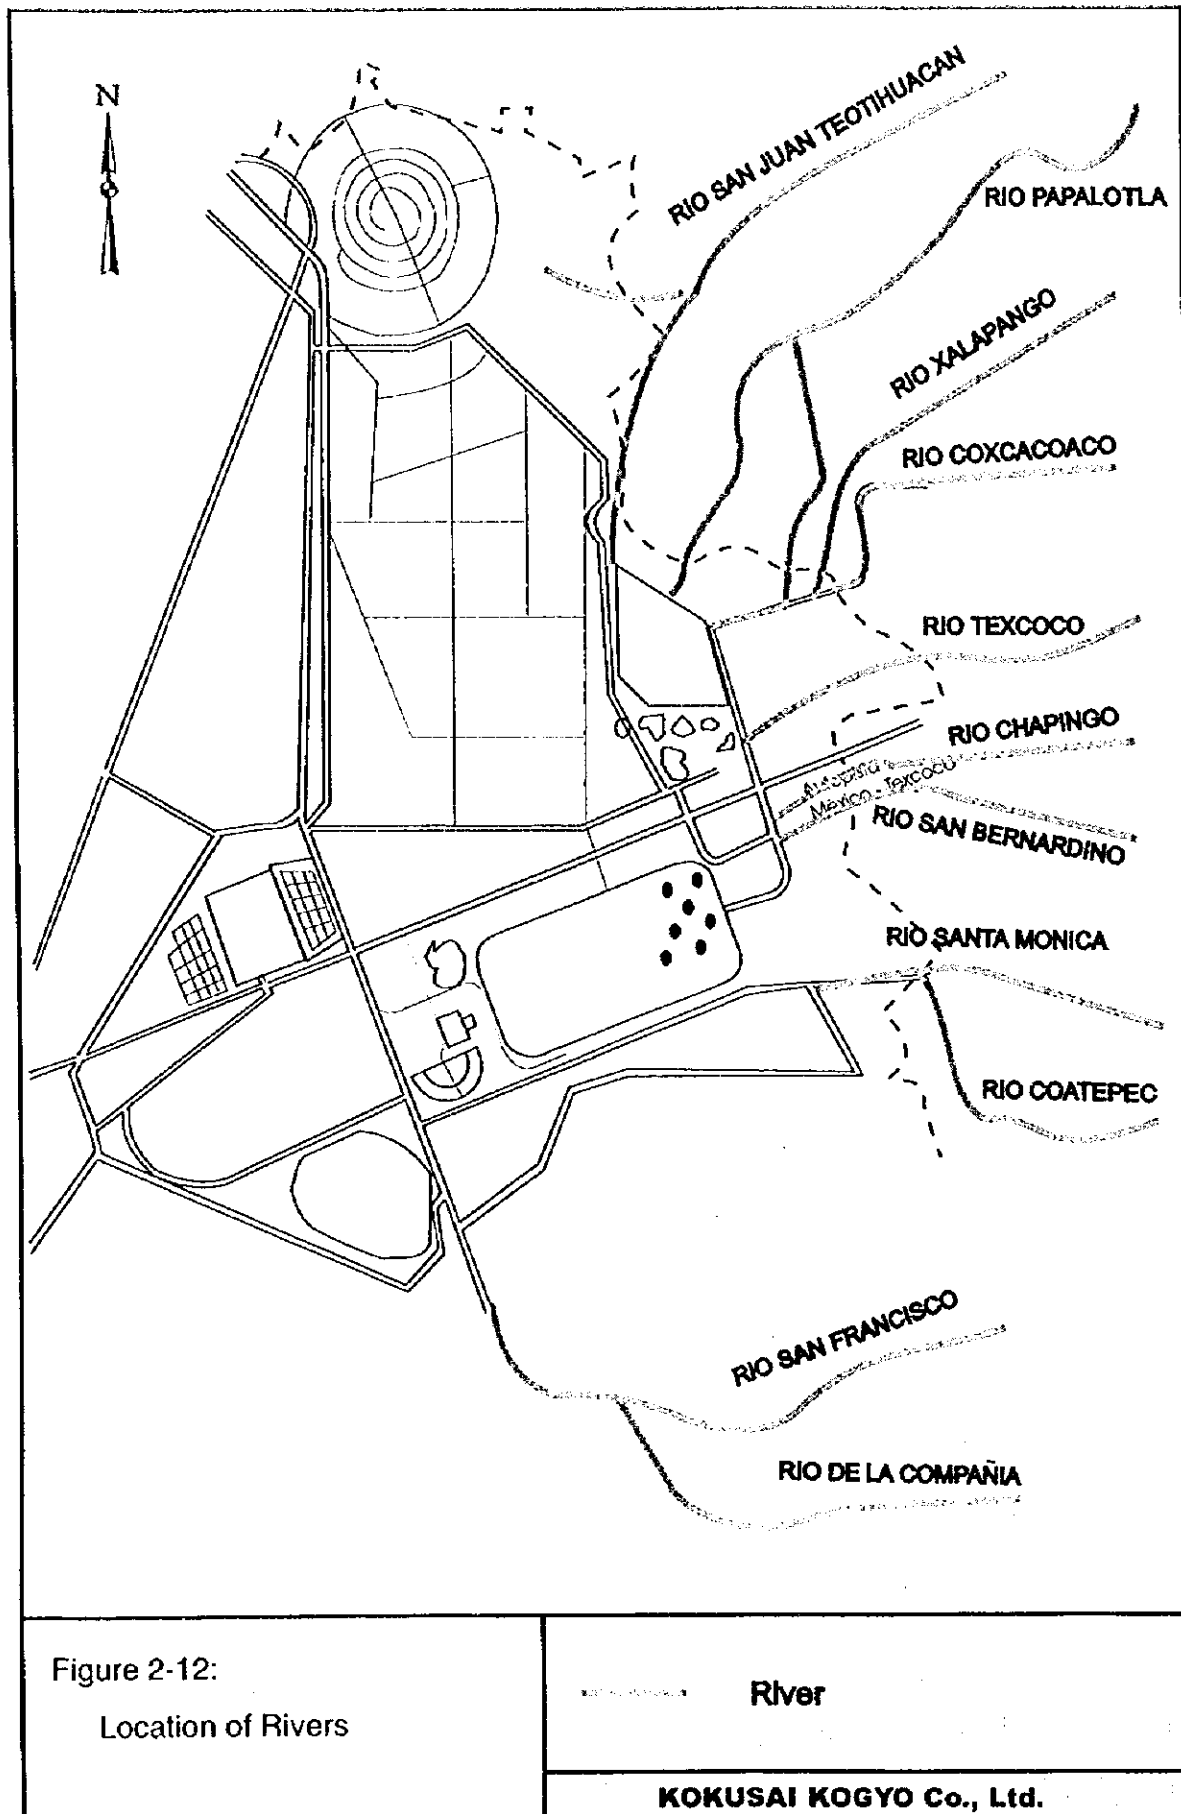 N
RIO SAN JUAN TEOTIHUACAN
RIO PAPALOTLA
RIO XALAPANGO
RIO COXCACOACO
RIO TEXCOCO
RIO CHAPINGO
Autopista
México - Texcoco
RIO SAN BERNARDINO
RIO SANTA MONICA
RIO COATEPEC
RIO SAN FRANCISCO
RIO DE LA COMPAÑIA
Figure 2-12:
Location of Rivers
River
KOKUSAI KOGYO Co., Ltd.